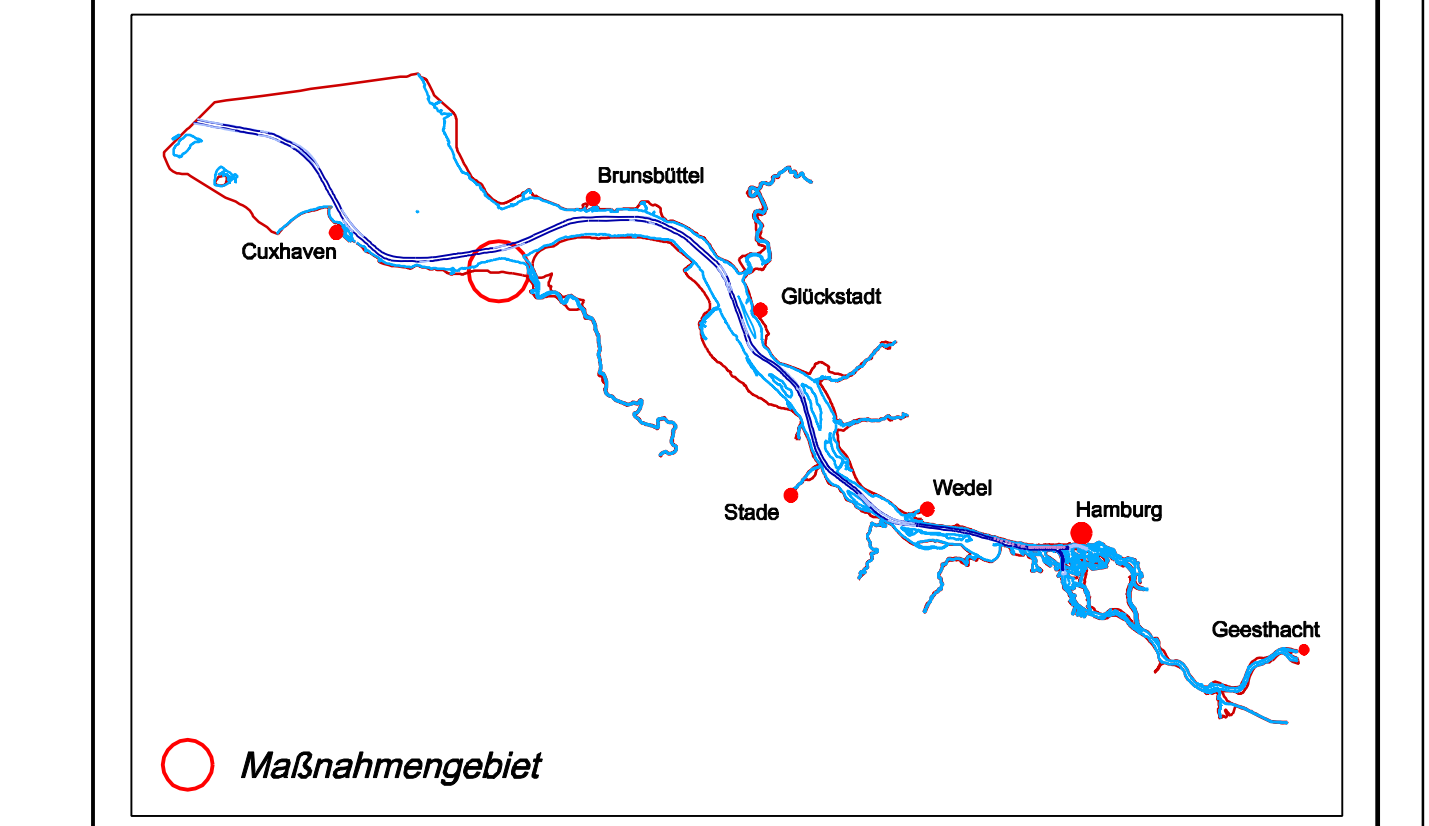 Brunsbüttel
Cuxhaven
Glückstadt
Wedel
Stade
Hamburg
Geesthacht
Maßnahmengebiet